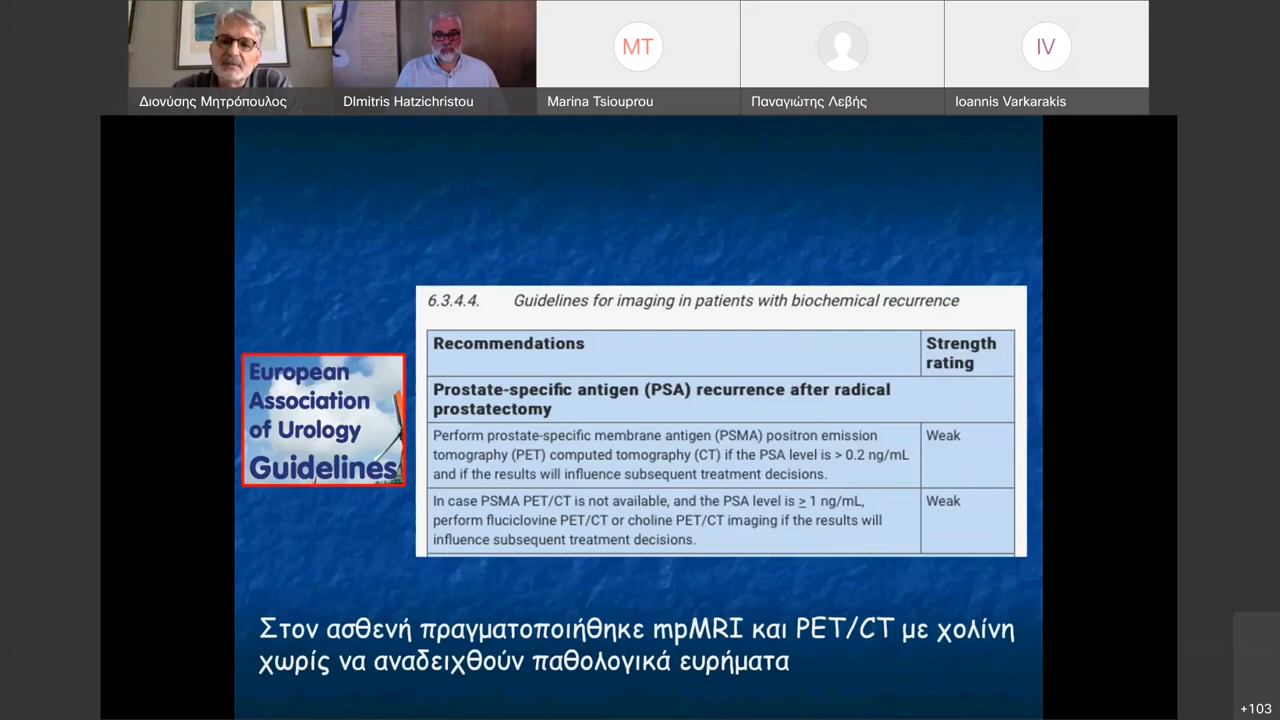 Διονύσης Μητρόπουλος
DImitris Hatzichristou
MT
Marina Tsiouprou
Παναγιώτης Λεβής
IV
Ioannis Varkarakis
6.3.4.4. Guidelines for imaging in patients with biochemical recurrence
Recommendations
Strength
rating
Prostate-specific antigen (PSA) recurrence after radical
prostatectomy
Perform prostate-specific membrane antigen (PSMA) positron emission
tomography (PET) computed tomography (CT) if the PSA level is > 0.2 ng/mL
and if the results will influence subsequent treatment decisions.
Weak
In case PSMA PET/CT is not available, and the PSA level is ≥ 1 ng/mL,
perform fluciclovine PET/CT or choline PET/CT imaging if the results will
influence subsequent treatment decisions.
Weak
European
Association
of Urology
Guidelines
Στον ασθενή πραγματοποιήθηκε mpMRI και PET/CT με χολίνη
χωρίς να αναδειχθούν παθολογικά ευρήματα
+103